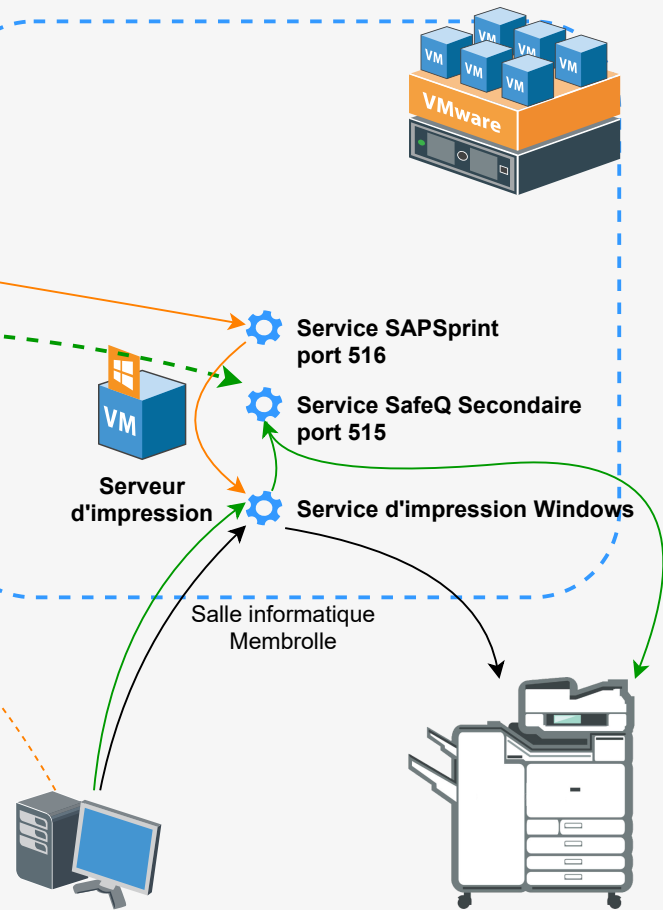 VM
VM
VM
VM
VM
VM
VMware
Service SAPSprint
port 516
Service SafeQ Secondaire
port 515
VM
Serveur
d'impression
Service d'impression Windows
Salle informatique
Membrolle